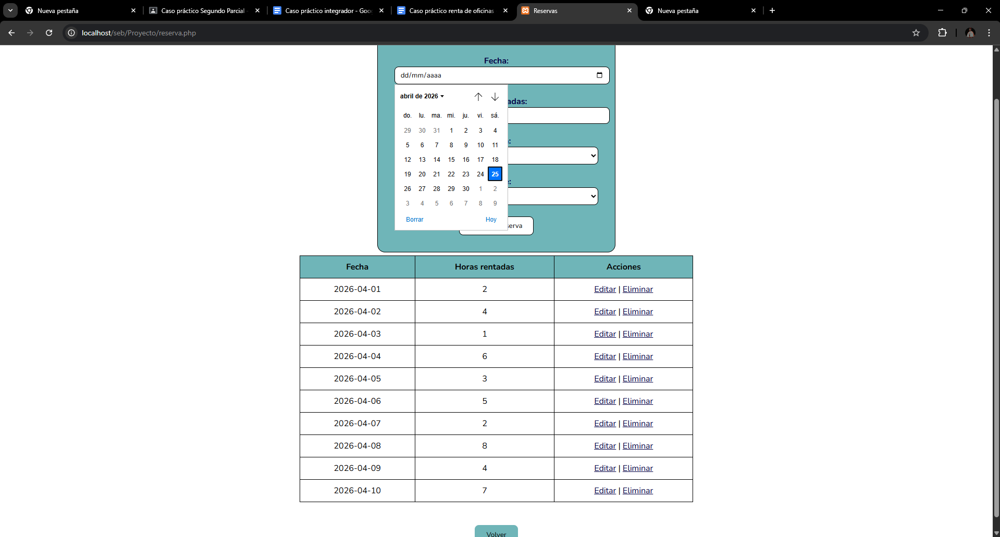 Nueva pestaña
Caso práctico Segundo Parcial -
Caso práctico integrador - Goo
Caso práctico renta de oficinas
Reservas
Nueva pestaña
localhost/seb/Proyecto/reserva.php
Fecha:
dd/mm/aaaa
abril de 2026
adas:
do. lu. ma. mi. ju. vi. sá.
29 30 31 1 2 3 4
5 6 7 8 9 10 11
12 13 14 15 16 17 18
19 20 21 22 23 24 25
26 27 28 29 30 1 2
3 4 5 6 7 8 9
Borrar Hoy
serva
Fecha Horas rentadas Acciones
2026-04-01 2 Editar | Eliminar
2026-04-02 4 Editar | Eliminar
2026-04-03 1 Editar | Eliminar
2026-04-04 6 Editar | Eliminar
2026-04-05 3 Editar | Eliminar
2026-04-06 5 Editar | Eliminar
2026-04-07 2 Editar | Eliminar
2026-04-08 8 Editar | Eliminar
2026-04-09 4 Editar | Eliminar
2026-04-10 7 Editar | Eliminar
Volver